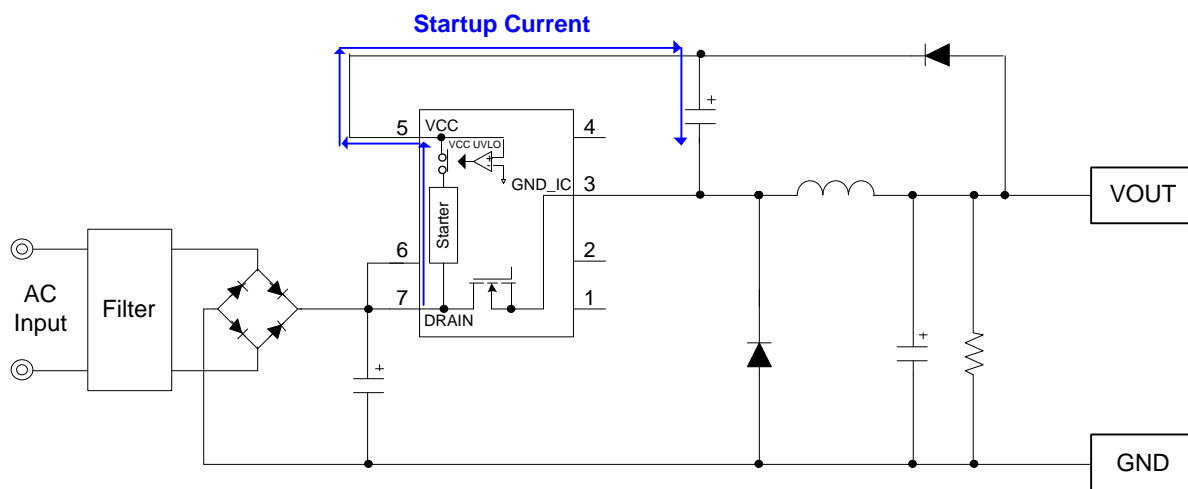 Startup Current
5
VCC
4
VCC UVLO
GND_IC
3
VOUT
Starter
6
2
AC
Input
Filter
7
1
DRAIN
GND
+
+
+
+
-